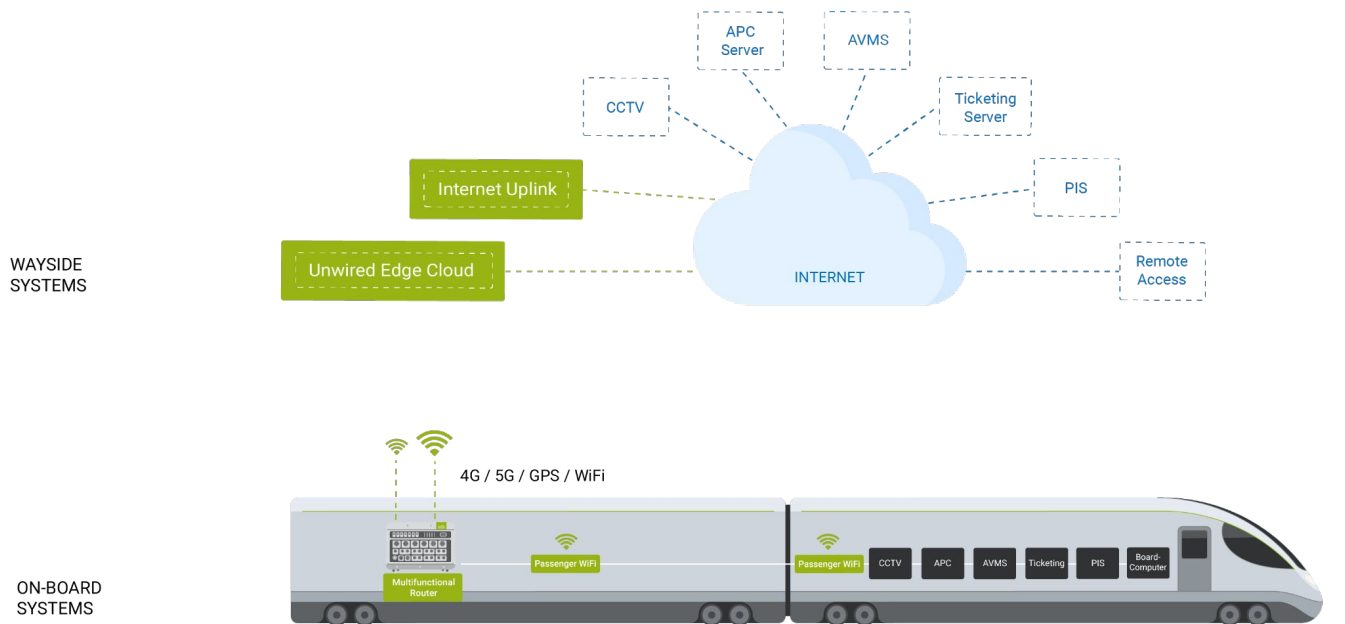 APC
Server
AVMS
CCTV
Ticketing
Server
Internet Uplink
PIS
Unwired Edge Cloud
INTERNET
Remote
Access
WAYSIDE
SYSTEMS
4G / 5G / GPS / WiFi
Passenger WiFi
Passenger WiFi
CCTV
APC
AVMS
Ticketing
PIS
Board-
Computer
Multifunctional
Router
ON-BOARD
SYSTEMS